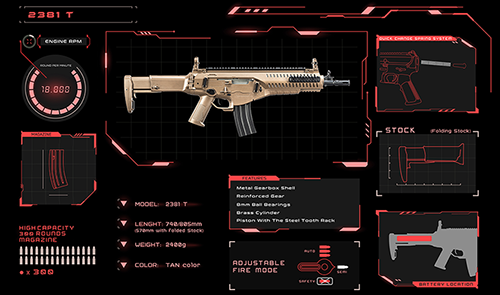 2381 T
ENGINE RPM
ROUND PER MINUTE
18.800
QUICK CHANGE SPRING SYSTEM
MAGAZINE
STOCK
(Folding Stock)
FEATURES
Metal Gearbox Shell
Reinforced Gear
8mm Ball Bearings
Brass Cylinder
Piston With The Steel Tooth Rack
MODEL: 2381 T
LENGHT: 740/805mm
(578mm with Folded Stock)
WEIGHT: 2400g
COLOR: TAN color
HIGH CAPACITY
300 ROUNDS
MAGAZINE
x 300
ADJUSTABLE
FIRE MODE
AUTO
SEMI
SAFETY
BATTERY LOCATION